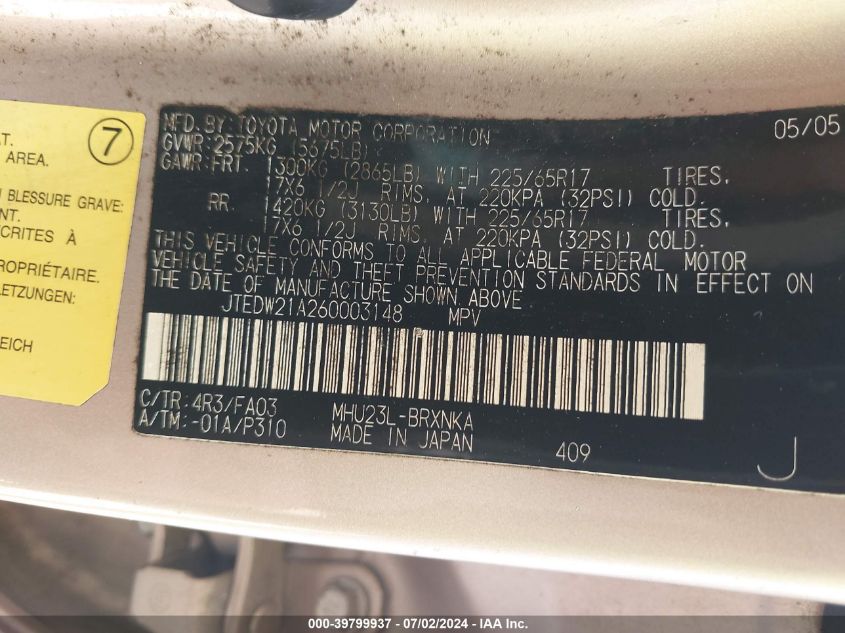 T.
AREA.
7
N BLESSURE GRAVE:
NT.
SCRITES À
PROPRIÉTAIRE.
LETZUNGEN:
REICH
MFD. BY: TOYOTA MOTOR CORPORATION 05/05
GVWR: 2575KG (5675LB)
GAWR: FRT. 1300KG (2865LB) WITH 225/65R17 TIRES,
17X6 1/2J RIMS, AT 220KPA (32PSI) COLD.
RR. 1420KG (3130LB) WITH 225/65R17 TIRES,
17X6 1/2J RIMS, AT 220KPA (32PSI) COLD.
THIS VEHICLE CONFORMS TO ALL APPLICABLE FEDERAL MOTOR
VEHICLE SAFETY AND THEFT PREVENTION STANDARDS IN EFFECT ON
THE DATE OF MANUFACTURE SHOWN ABOVE.
JTEDW21A260003148 MPV
C/TR: 4R3/FA03 MHU23L-BRXNKA
A/TM: -01A/P310 MADE IN JAPAN 409 J
000-39799937 - 07/02/2024 - IAA Inc.